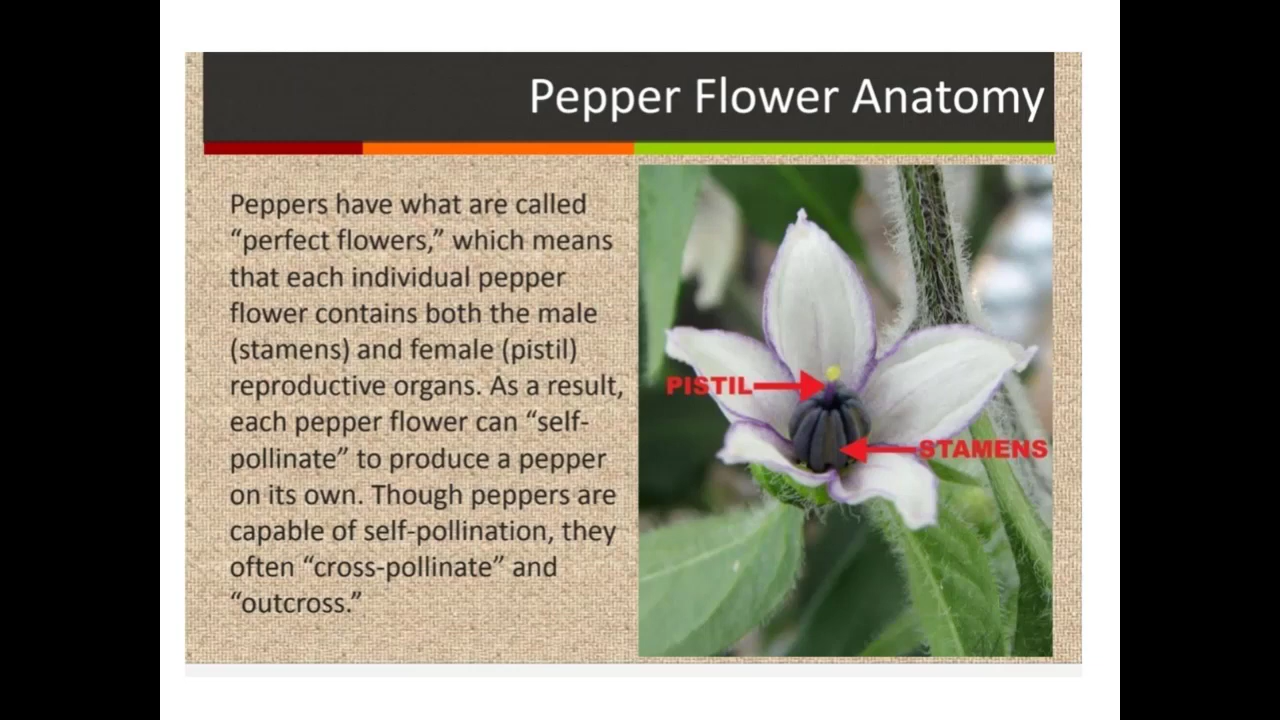 Pepper Flower Anatomy
Peppers have what are called
“perfect flowers,” which means
that each individual pepper
flower contains both the male
(stamens) and female (pistil)
reproductive organs. As a result,
each pepper flower can “self-
pollinate” to produce a pepper
on its own. Though peppers are
capable of self-pollination, they
often “cross-pollinate” and
“outcross.”
PISTIL
STAMENS